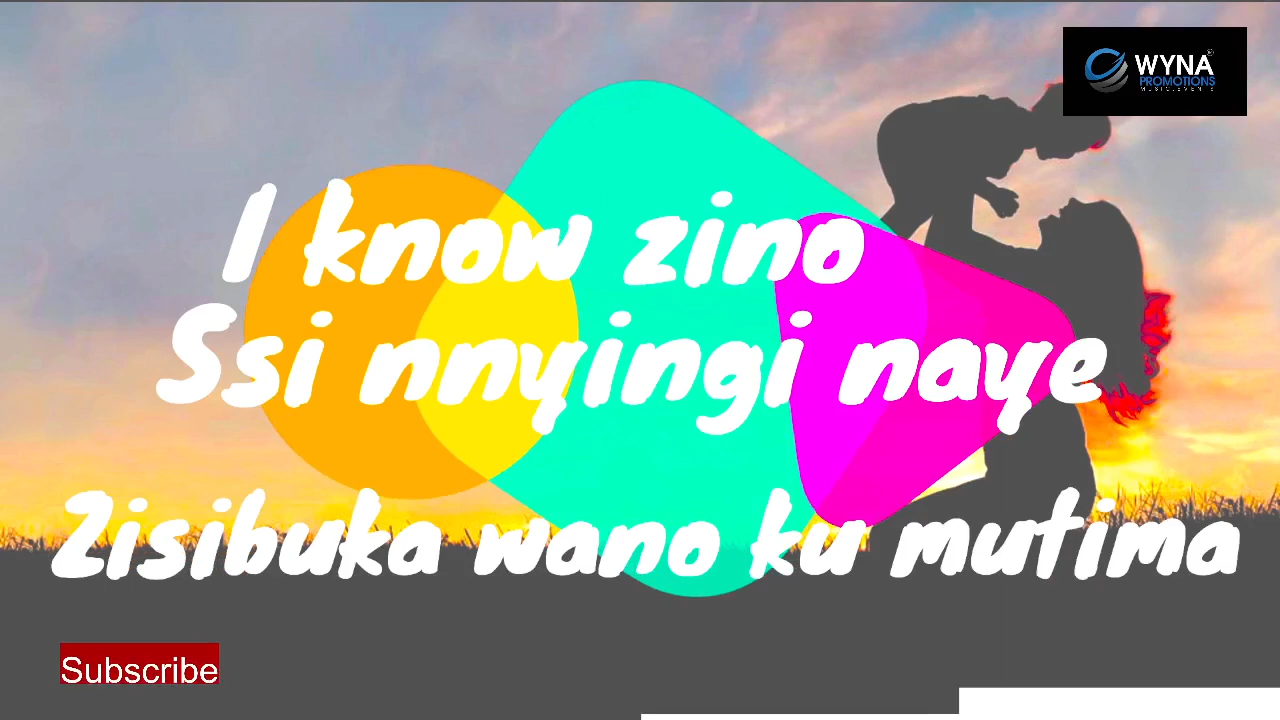 WYNA
PROMOTIONS
I know zino
Ssi nnyingi naye
Zisibuka wano ku mutima
Subscribe